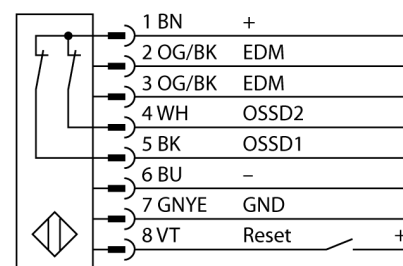 1 BN +
2 OG/BK EDM
3 OG/BK EDM
4 WH OSSD2
5 BK OSSD1
6 BU –
7 GNYE GND
8 VT Reset +